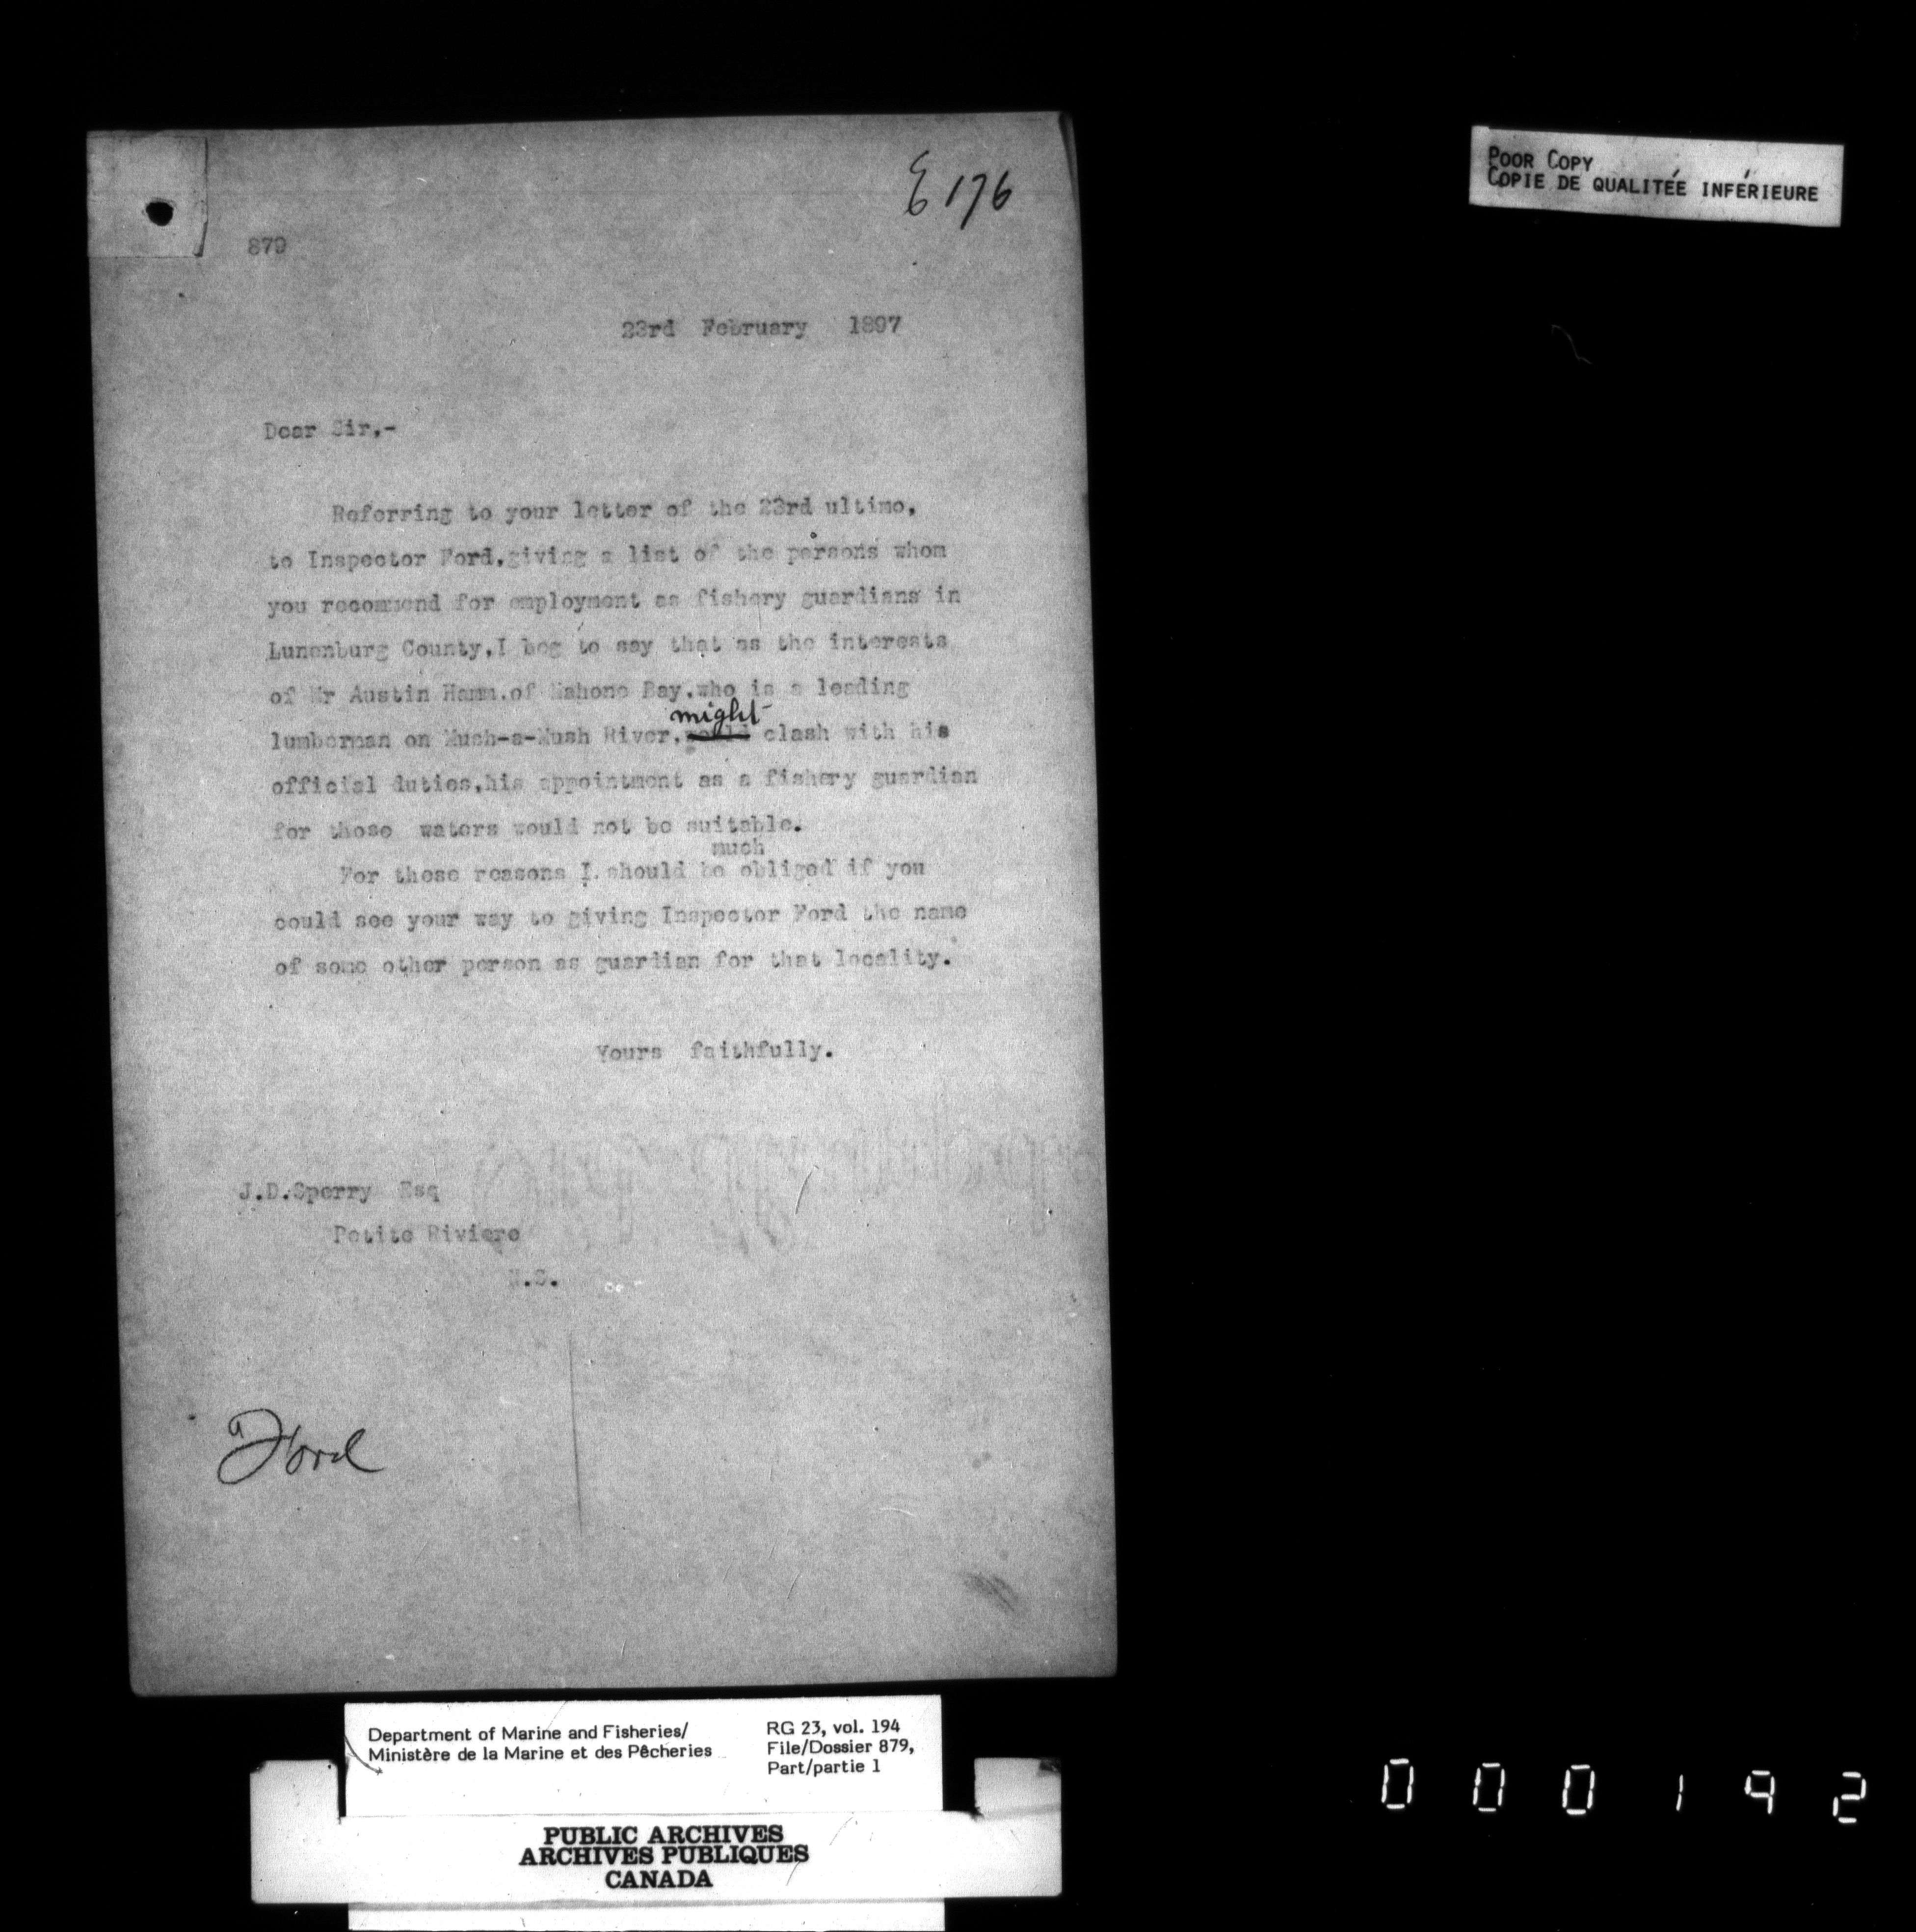 POOR COPY
COPIE DE QUALITÉE INFÉRIEURE
E 176
879
23rd February 1897
Dear Sir,-
Referring to your letter of the 23rd ultimo,
to Inspector Ford,giving a list of the persons whom
you recommend for employment as fishery guardians in
Lunenburg County,I beg to say that as the interests
of Mr Austin Hamm,of Mahone Bay,who is a leading
might
lumberman on Mush-a-Mush River,would clash with his
official duties,his appointment as a fishery guardian
for those waters would not be suitable.
much
For these reasons I should be obliged if you
could see your way to giving Inspector Ford the name
of some other person as guardian for that locality.
Yours faithfully.
J.D.Sperry Esq
Petite Riviere
N.S.
Ford
Department of Marine and Fisheries/
Ministère de la Marine et des Pêcheries
RG 23, vol. 194
File/Dossier 879,
Part/partie 1
PUBLIC ARCHIVES
ARCHIVES PUBLIQUES
CANADA
000192